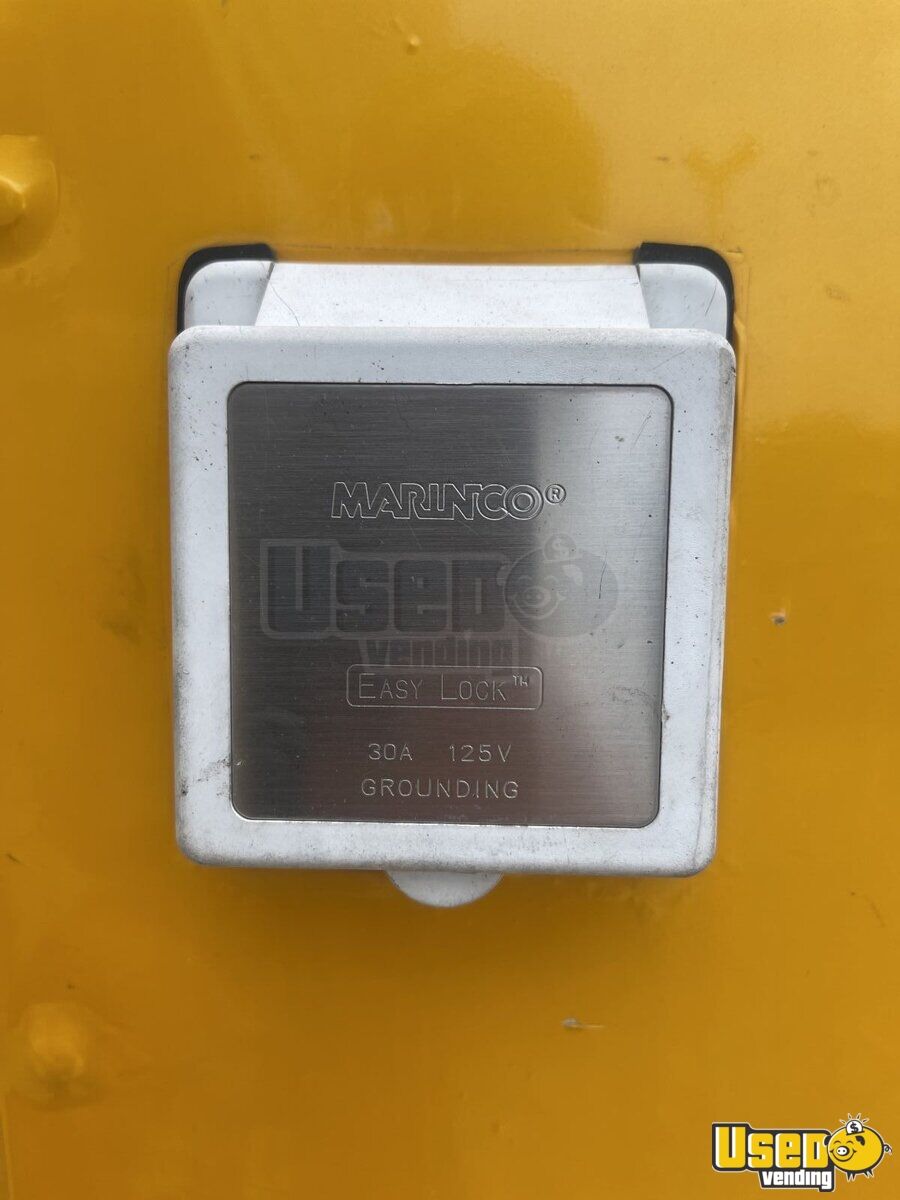 MARINCO®
USED
vending
EASY LOCK™
30A 125V
GROUNDING
USED
vending